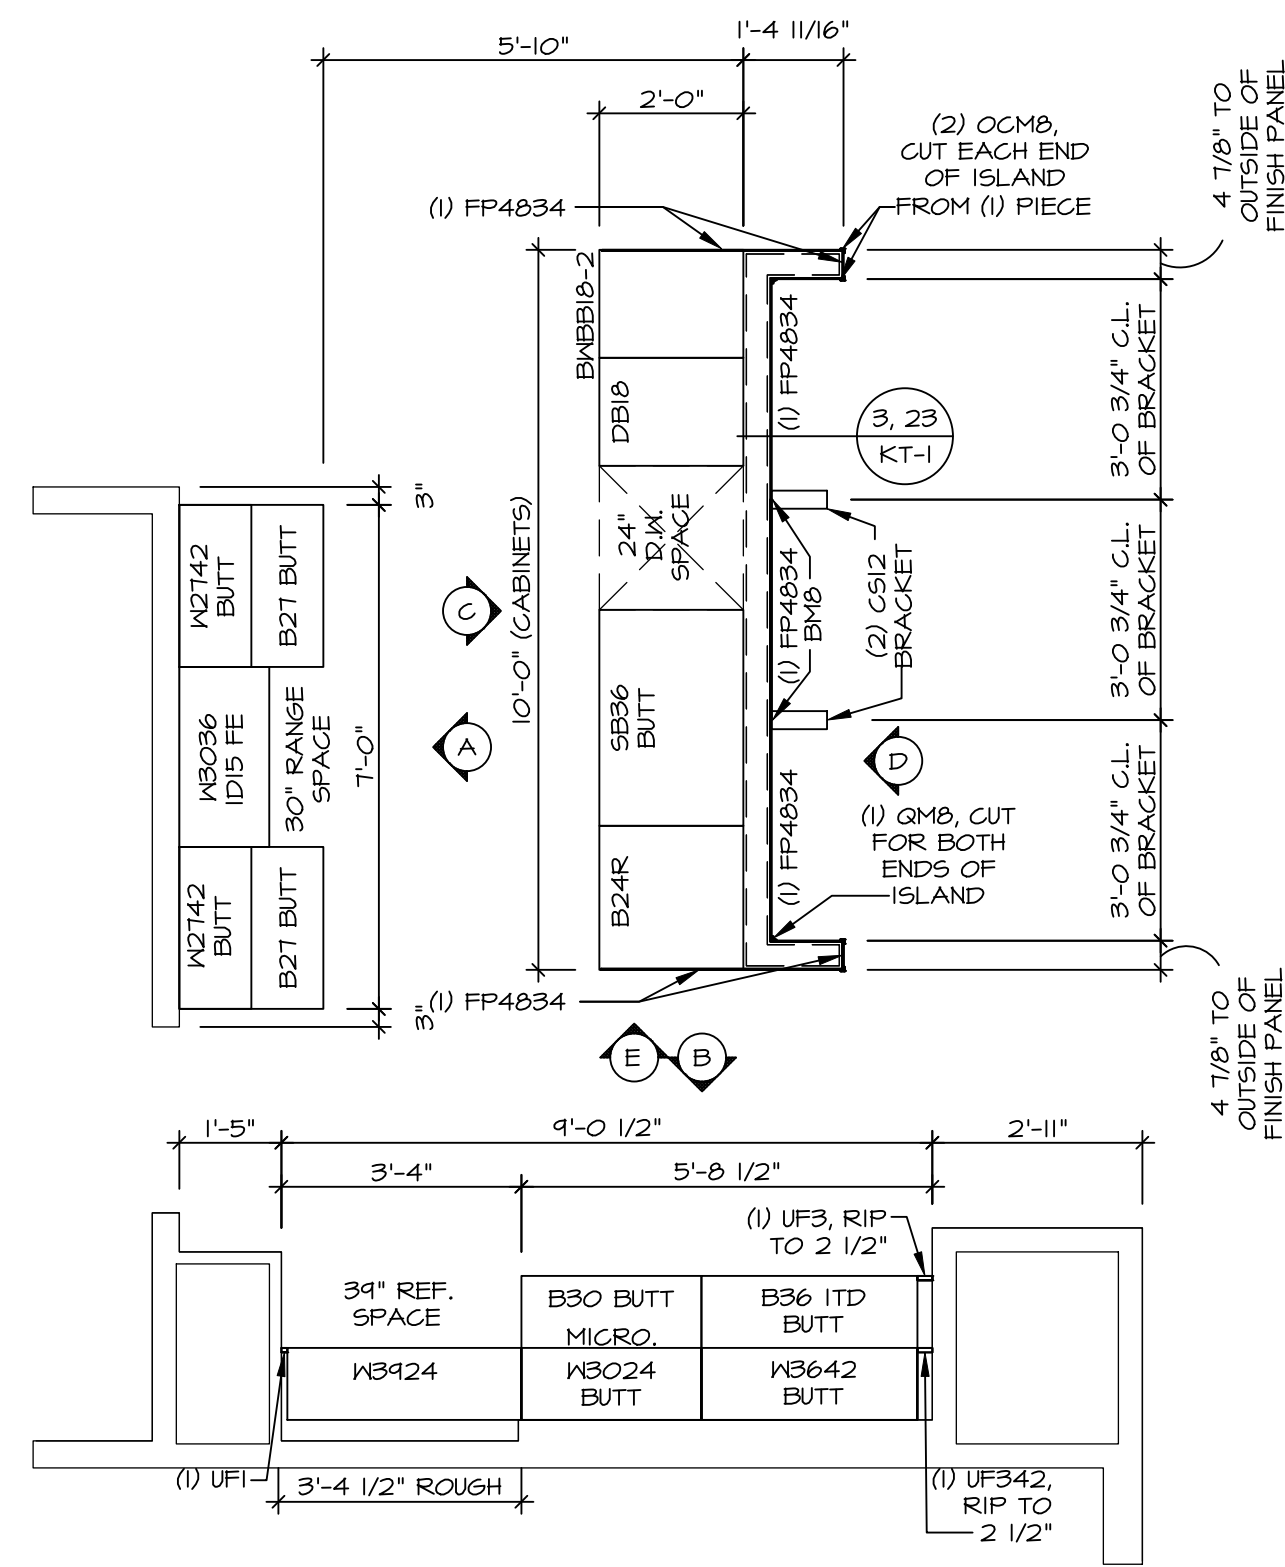 1'-4 11/16"
5'-10"
2'-0"
(2) OCM8,
CUT EACH END
OF ISLAND
FROM (1) PIECE
4 7/8" TO
OUTSIDE OF
FINISH PANEL
(1) FP4834
BWBB18-2
DB18
24"
D.W.
SPACE
SB36
BUTT
B24R
10'-0" (CABINETS)
(1) FP4834
(1) FP4834
BM8
(1) FP4834
3, 23
KT-1
(2) CS12
BRACKET
3'-0 3/4" C.L.
OF BRACKET
3'-0 3/4" C.L.
OF BRACKET
3'-0 3/4" C.L.
OF BRACKET
3"
W2742
BUTT
B27 BUTT
W3036
1D15 FE
30" RANGE
SPACE
7'-0"
W2742
BUTT
B27 BUTT
3"
C
A
D
(1) QM8, CUT
FOR BOTH
ENDS OF
ISLAND
(1) FP4834
4 7/8" TO
OUTSIDE OF
FINISH PANEL
E
B
1'-5"
9'-0 1/2"
2'-11"
3'-4"
5'-8 1/2"
(1) UF3, RIP
TO 2 1/2"
39" REF.
SPACE
B30 BUTT
MICRO.
B36 1TD
BUTT
W3924
W3024
BUTT
W3642
BUTT
(1) UF1
3'-4 1/2" ROUGH
(1) UF342,
RIP TO
2 1/2"